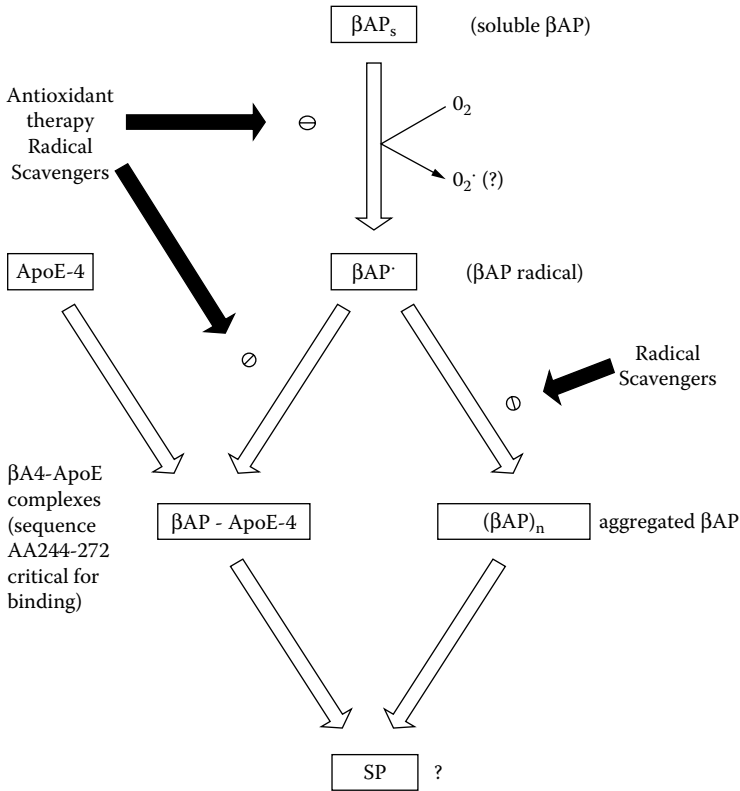 βAPs (soluble βAP)
Antioxidant
therapy
Radical
Scavengers
⊖
0₂
0₂˙ (?)
ApoE-4
βAP˙ (βAP radical)
⊖
Radical
Scavengers
⊖
βA4-ApoE
complexes
(sequence
AA244-272
critical for
binding)
βAP - ApoE-4
(βAP)n aggregated βAP
SP ?